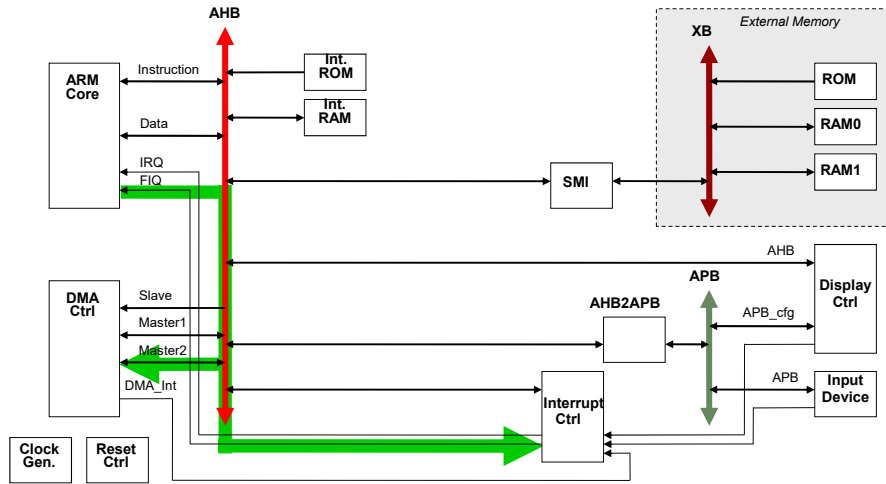 AHB
External Memory
XB
ARM
Core
Instruction
Int.
ROM
ROM
Int.
RAM
Data
RAM0
IRQ
FIQ
SMI
RAM1
AHB
APB
Display
Ctrl
DMA
Ctrl
Slave
AHB2APB
Master1
APB_cfg
Master2
DMA_Int
Interrupt
Ctrl
APB
Input
Device
Clock
Gen.
Reset
Ctrl